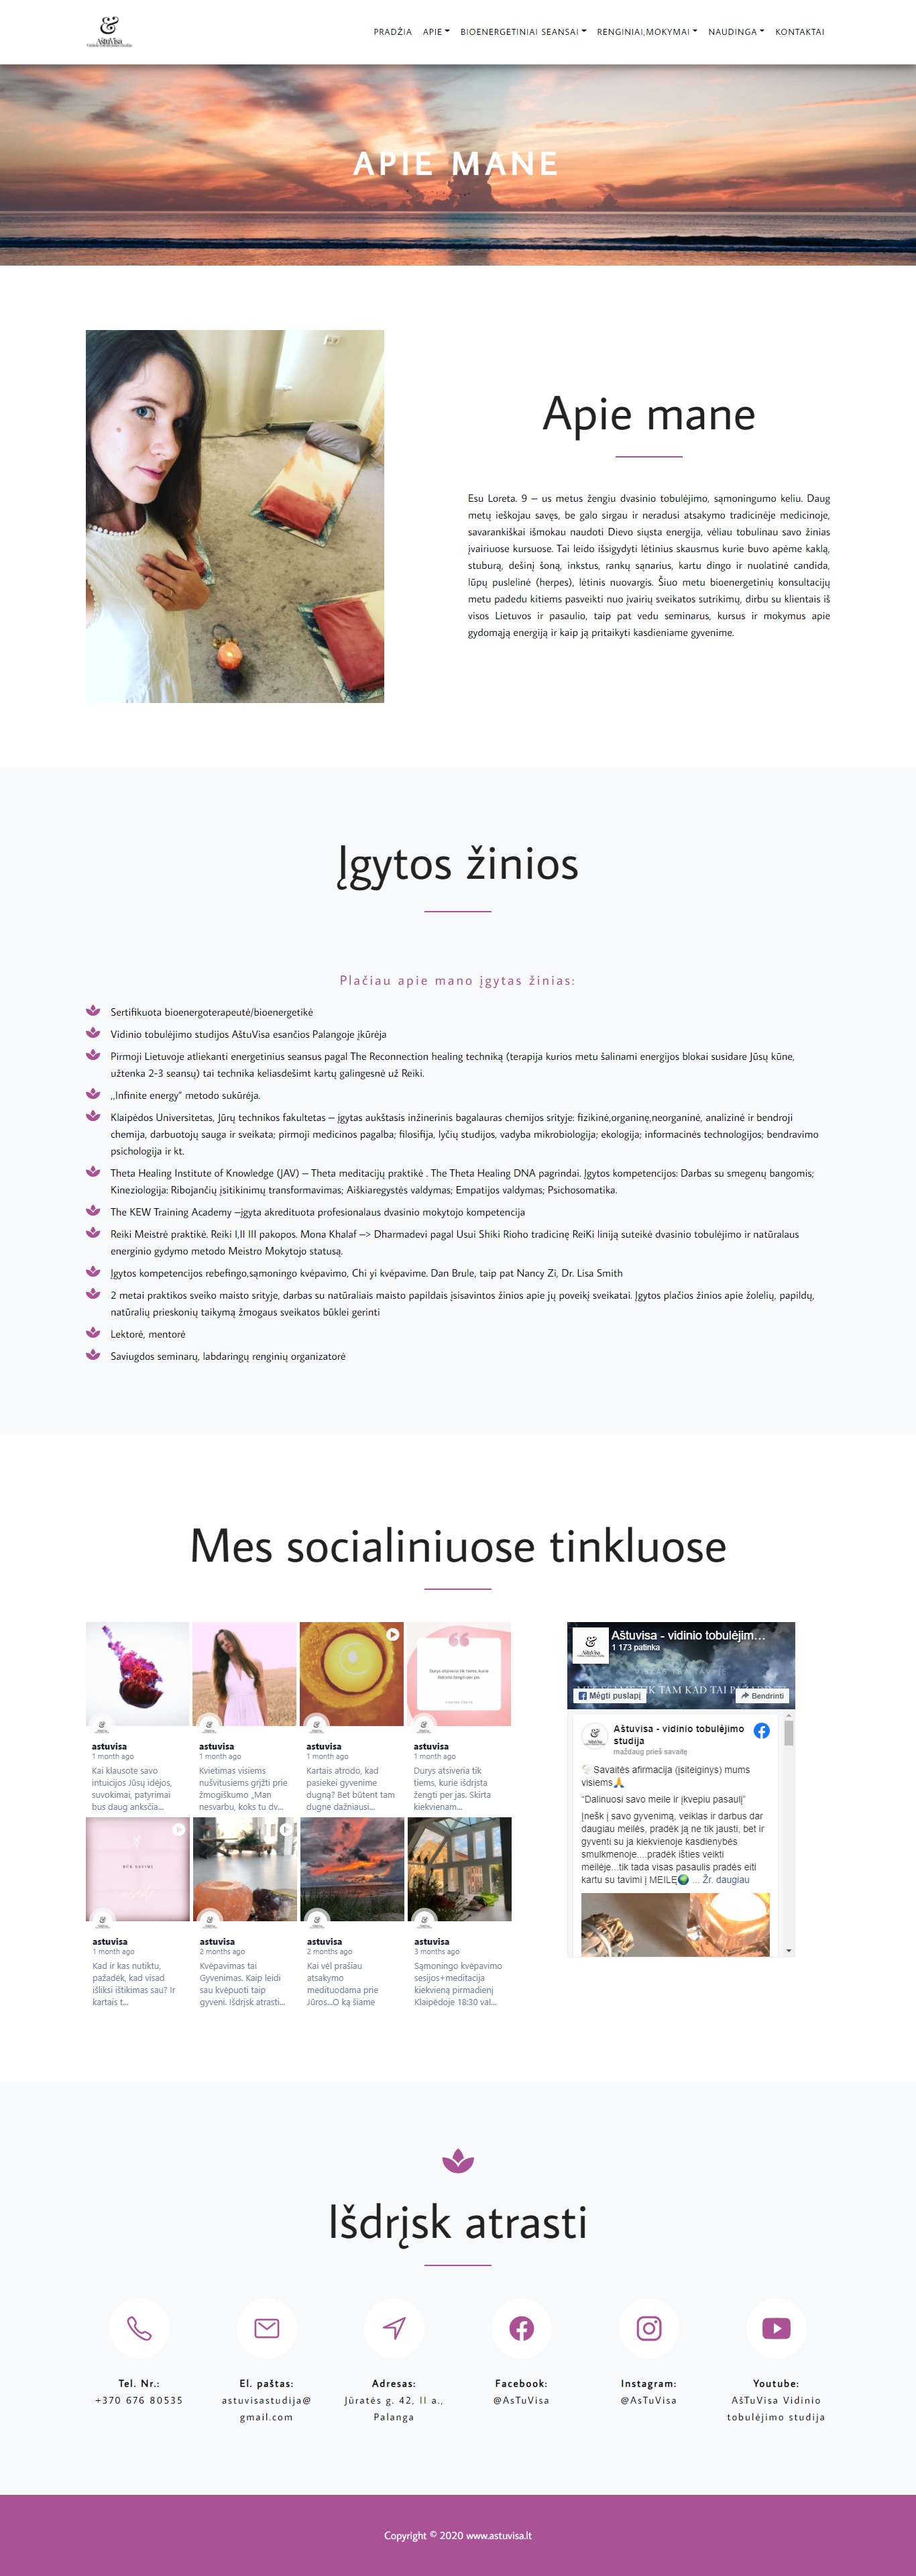 &
AštuVisa
PRADŽIA APIE BIOENERGETINIAI SEANSAI RENGINIAI,MOKYMAI NAUDINGA KONTAKTAI
APIE MANE
Apie mane
Esu Loreta. 9 – us metus žengiu dvasinio tobulėjimo, sąmoningumo keliu. Daug
metų ieškojau savęs, be galo sirgau ir neradusi atsakymo tradicinėje medicinoje,
savarankiškai išmokau naudoti Dievo siųsta energija, vėliau tobulinau savo žinias
įvairiuose kursuose. Tai leido išsigydyti lėtinius skausmus kurie buvo apėme kaklą,
stuburą, dešinį šoną, inkstus, rankų sąnarius, kartu dingo ir nuolatinė candida,
lūpų puslelinė (herpes), lėtinis nuovargis. Šiuo metu bioenergetinių konsultacijų
metu padedu kitiems pasveikti nuo įvairių sveikatos sutrikimų, dirbu su klientais iš
visos Lietuvos ir pasaulio, taip pat vedu seminarus, kursus ir mokymus apie
gydomąją energiją ir kaip ją pritaikyti kasdieniame gyvenime.
Įgytos žinios
Plačiau apie mano įgytas žinias:
Sertifikuota bioenergoterapeutė/bioenergetikė
Vidinio tobulėjimo studijos AštuVisa esančios Palangoje įkūrėja
Pirmoji Lietuvoje atliekanti energetinius seansus pagal The Reconnection healing techniką (terapija kurios metu šalinami energijos blokai susidare Jūsų kūne,
užtenka 2-3 seansų) tai technika keliasdešimt kartų galingesnė už Reiki.
,,Infinite energy" metodo sukūrėja.
Klaipėdos Universitetas, Jūrų technikos fakultetas – įgytas aukštasis inžinerinis bagalauras chemijos srityje: fizikinė,organinę,neorganinė, analizinė ir bendroji
chemija, darbuotojų sauga ir sveikata; pirmoji medicinos pagalba; filosifija, lyčių studijos, vadyba mikrobiologija; ekologija; informacinės technologijos; bendravimo
psichologija ir kt.
Theta Healing Institute of Knowledge (JAV) – Theta meditacijų praktikė . The Theta Healing DNA pagrindai. Įgytos kompetencijos: Darbas su smegenų bangomis;
Kineziologija: Ribojančių įsitikinimų transformavimas; Aiškiaregystės valdymas; Empatijos valdymas; Psichosomatika.
The KEW Training Academy –įgyta akredituota profesionalaus dvasinio mokytojo kompetencija
Reiki Meistrė praktikė. Reiki I,II III pakopos. Mona Khalaf –> Dharmadevi pagal Usui Shiki Rioho tradicinę ReiKi liniją suteikė dvasinio tobulėjimo ir natūralaus
energinio gydymo metodo Meistro Mokytojo statusą.
Įgytos kompetencijos rebefingo,sąmoningo kvėpavimo, Chi yi kvėpavime. Dan Brule, taip pat Nancy Zi, Dr. Lisa Smith
2 metai praktikos sveiko maisto srityje, darbas su natūraliais maisto papildais įsisavintos žinios apie jų poveikį sveikatai. Įgytos plačios žinios apie žolelių, papildų,
natūralių prieskonių taikymą žmogaus sveikatos būklei gerinti
Lektorė, mentorė
Saviugdos seminarų, labdaringų renginių organizatorė
Mes socialiniuose tinkluose
astuvisa
1 month ago
Kai klausote savo
intuicijos Jūsų idėjos,
suvokimai, patyrimai
bus daug anksčia...
astuvisa
1 month ago
Kvietimas visiems
nušvitusiems grįžti prie
žmogiškumo „Man
nesvarbu, koks tu dv...
astuvisa
1 month ago
Kartais atrodo, kad
pasiekei gyvenime
dugną? Bet būtent tam
dugne dažniausi...
Durys atsiveria tik tiems, kurie
išdrįsta žengti per jas.
astuvisa
1 month ago
Durys atsiveria tik
tiems, kurie išdrįsta
žengti per jas. Skirta
kiekvienam...
BŪK SAVIMI
astuvisa
1 month ago
Kad ir kas nutiktu,
pažadėk, kad visad
išliksi ištikimas sau? Ir
kartais t...
astuvisa
2 months ago
Kvėpavimas tai
Gyvenimas. Kaip leidi
sau kvėpuoti taip
gyveni. Išdrįsk atrasti...
astuvisa
2 months ago
Kai vėl prašiau
atsakymo
medituodama prie
Jūros...O ką šiame
astuvisa
3 months ago
Sąmoningo kvėpavimo
sesijos+meditacija
kiekvieną pirmadienį
Klaipėdoje 18:30 val...
Aštuvisa - vidinio tobulėjim...
1 173 patinka
Mėgti puslapį
Bendrinti
Aštuvisa - vidinio tobulėjimo
studija
maždaug prieš savaitę
Savaitės afirmacija (įsiteiginys) mums
visiems🙏
"Dalinuosi savo meile ir įkvepiu pasaulį"
Įnešk į savo gyvenimą, veiklas ir darbus dar
daugiau meilės, pradėk ją ne tik jausti, bet ir
gyventi su ja kiekvienoje kasdienybės
smulkmenoje....pradėk išties veikti
meilėje...tik tada visas pasaulis pradės eiti
kartu su tavimi į MEILĘ🌍 ... Žr. daugiau
Išdrįsk atrasti
Tel. Nr.:
+370 676 80535
El. paštas:
astuvisastudija@
gmail.com
Adresas:
Jūratės g. 42, II a.,
Palanga
Facebook:
@AsTuVisa
Instagram:
@AsTuVisa
Youtube:
AšTuVisa Vidinio
tobulėjimo studija
Copyright © 2020 www.astuvisa.lt